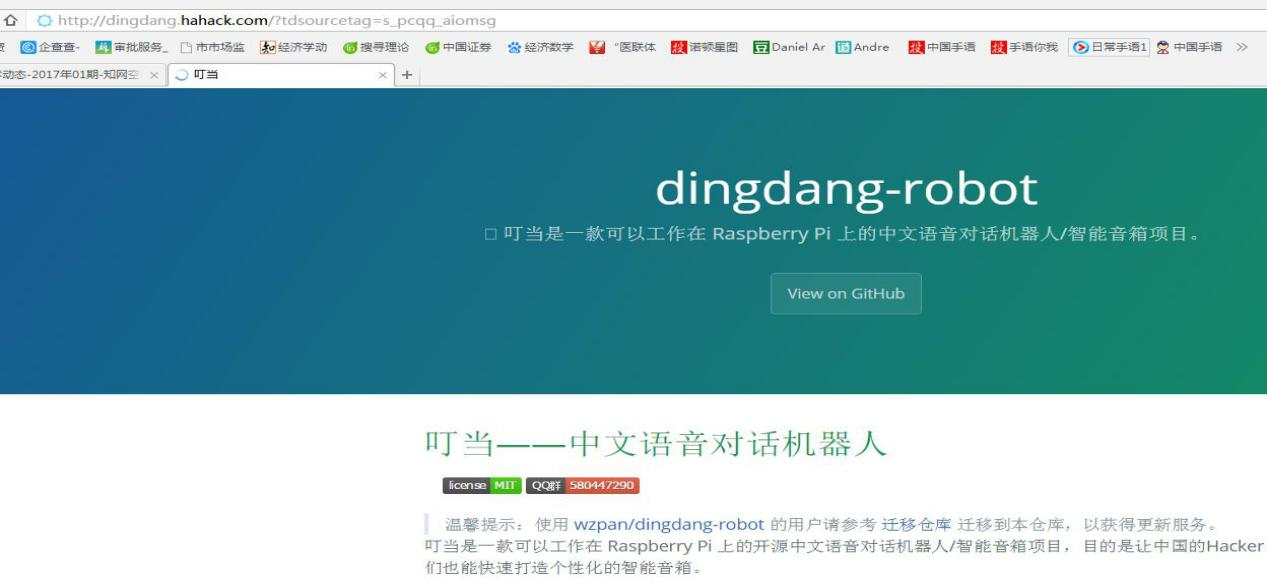 http://dingdang.hahack.com/?tdsourcetag=s_pcqq_aiomsg
企查查- 审批服务_ 市市场监 经济学动 搜寻理论 中国证券 经济数学 “医联体 诺顿星图 Daniel Ar Andre 中国手语 手语你我 日常手语1 中国手语
动态-2017年01期-知网空 叮当
dingdang-robot
叮当是一款可以工作在 Raspberry Pi 上的中文语音对话机器人/智能音箱项目。
View on GitHub
叮当——中文语音对话机器人
license MIT QQ群 580447290
温馨提示：使用 wzpan/dingdang-robot 的用户请参考 迁移仓库 迁移到本仓库，以获得更新服务。
叮当是一款可以工作在 Raspberry Pi 上的开源中文语音对话机器人/智能音箱项目，目的是让中国的Hacker
们也能快速打造个性化的智能音箱。